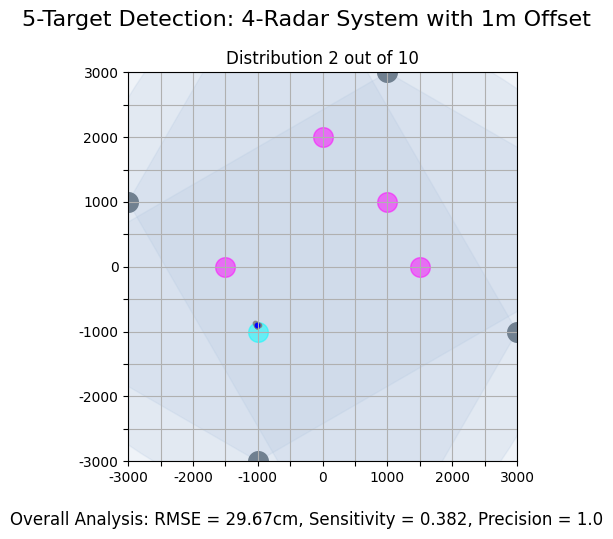 5-Target Detection: 4-Radar System with 1m Offset
Distribution 2 out of 10
3000
2000
1000
0
-1000
-2000
-3000
-3000 -2000 -1000 0 1000 2000 3000
Overall Analysis: RMSE = 29.67cm, Sensitivity = 0.382, Precision = 1.0